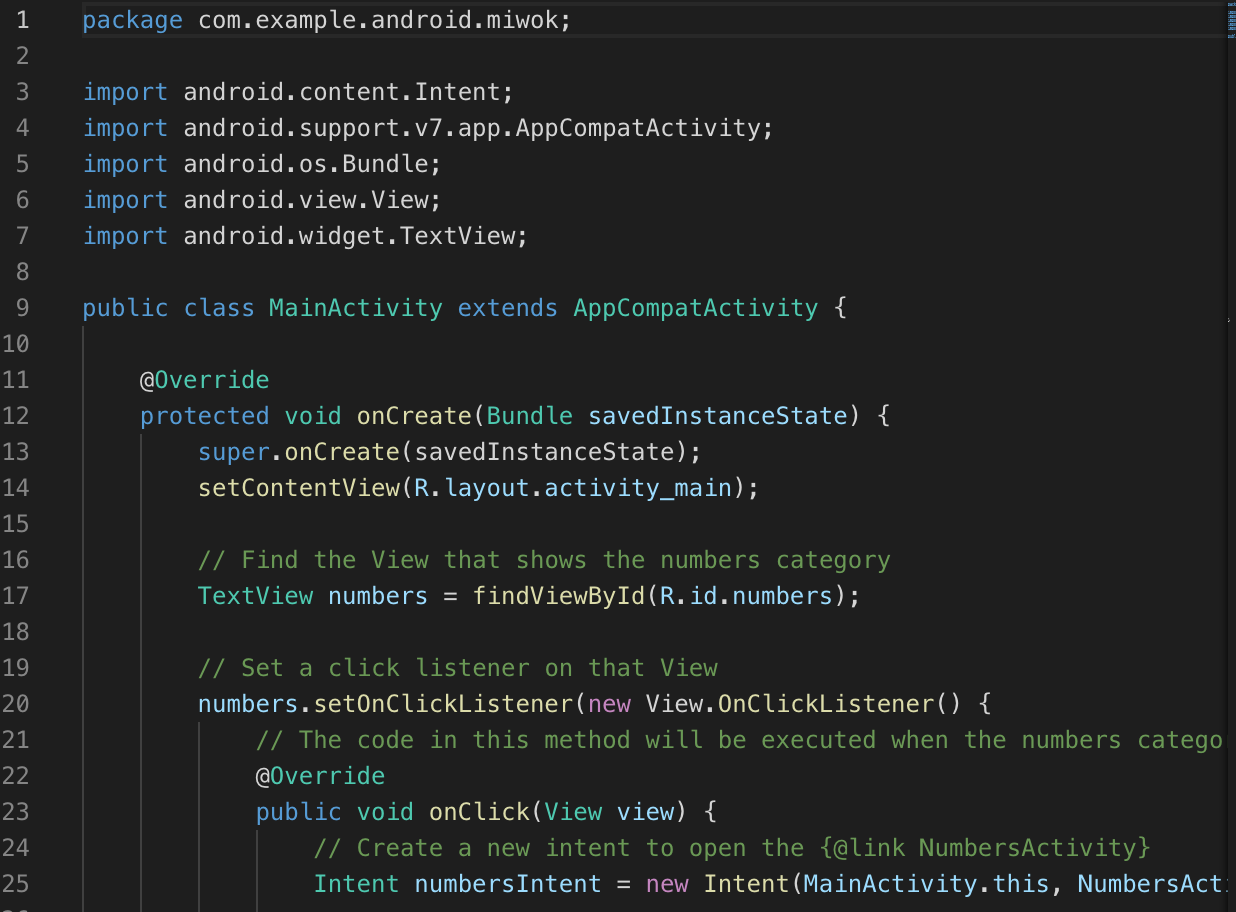 1 package com.example.android.miwok;
2
3 import android.content.Intent;
4 import android.support.v7.app.AppCompatActivity;
5 import android.os.Bundle;
6 import android.view.View;
7 import android.widget.TextView;
8
9 public class MainActivity extends AppCompatActivity {
10
11 @Override
12 protected void onCreate(Bundle savedInstanceState) {
13 super.onCreate(savedInstanceState);
14 setContentView(R.layout.activity_main);
15
16 // Find the View that shows the numbers category
17 TextView numbers = findViewById(R.id.numbers);
18
19 // Set a click listener on that View
20 numbers.setOnClickListener(new View.OnClickListener() {
21 // The code in this method will be executed when the numbers catego
22 @Override
23 public void onClick(View view) {
24 // Create a new intent to open the {@link NumbersActivity}
25 Intent numbersIntent = new Intent(MainActivity.this, NumbersActi